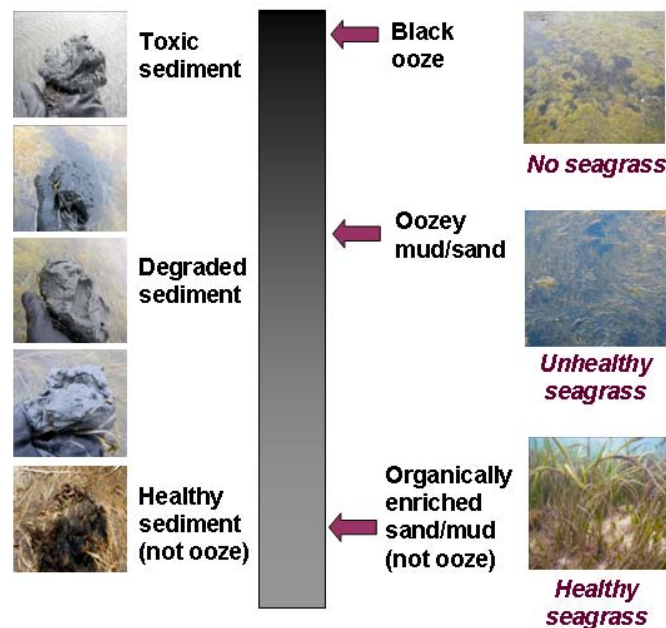 Toxic
sediment
Black
ooze
No seagrass
Oozey
mud/sand
Degraded
sediment
Unhealthy
seagrass
Healthy
sediment
(not ooze)
Organically
enriched
sand/mud
(not ooze)
Healthy
seagrass